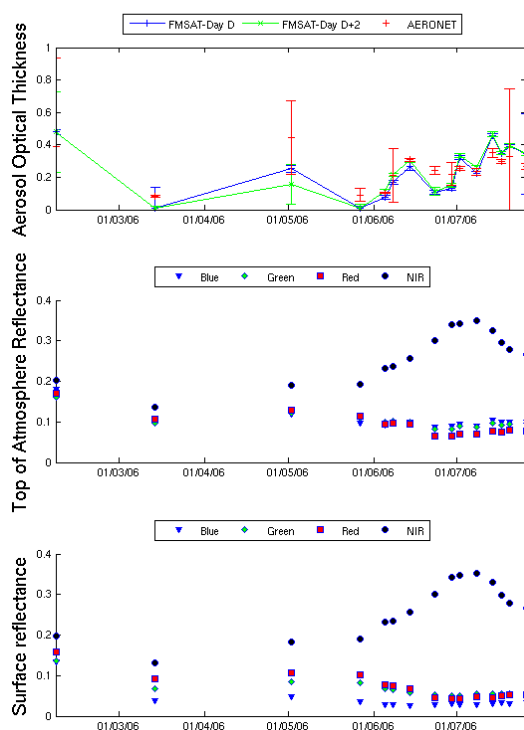 FMSAT-Day D FMSAT-Day D+2 AERONET
Aerosol Optical Thickness
1
0.8
0.6
0.4
0.2
0
01/03/06 01/04/06 01/05/06 01/06/06 01/07/06
Blue Green Red NIR
Top of Atmosphere Reflectance
0.4
0.3
0.2
0.1
0
01/03/06 01/04/06 01/05/06 01/06/06 01/07/06
Blue Green Red NIR
Surface reflectance
0.4
0.3
0.2
0.1
0
01/03/06 01/04/06 01/05/06 01/06/06 01/07/06